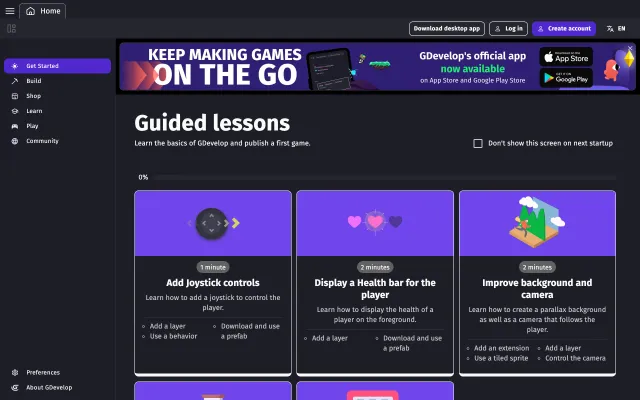 Home
Download desktop app
Log in
Create account
EN
Get Started
Build
Shop
Learn
Play
Community
Preferences
About GDevelop
KEEP MAKING GAMES
ON THE GO
GDevelop's official app
now available
on App Store and Google Play Store
App Store
GET IT ON
Google Play
Guided lessons
Learn the basics of GDevelop and publish a first game.
Don't show this screen on next startup
0%
1 minute
Add Joystick controls
Learn how to add a joystick to control the
player.
Add a layer
Use a behavior
Download and use
a prefab
2 minutes
Display a Health bar for the
player
Learn how to display the health of a
player on the foreground.
Add a layer
Download and use
a prefab
2 minutes
Improve background and
camera
Learn how to create a parallax background
as well as a camera that follows the
player.
Add an extension
Use a tiled sprite
Add a layer
Control the camera